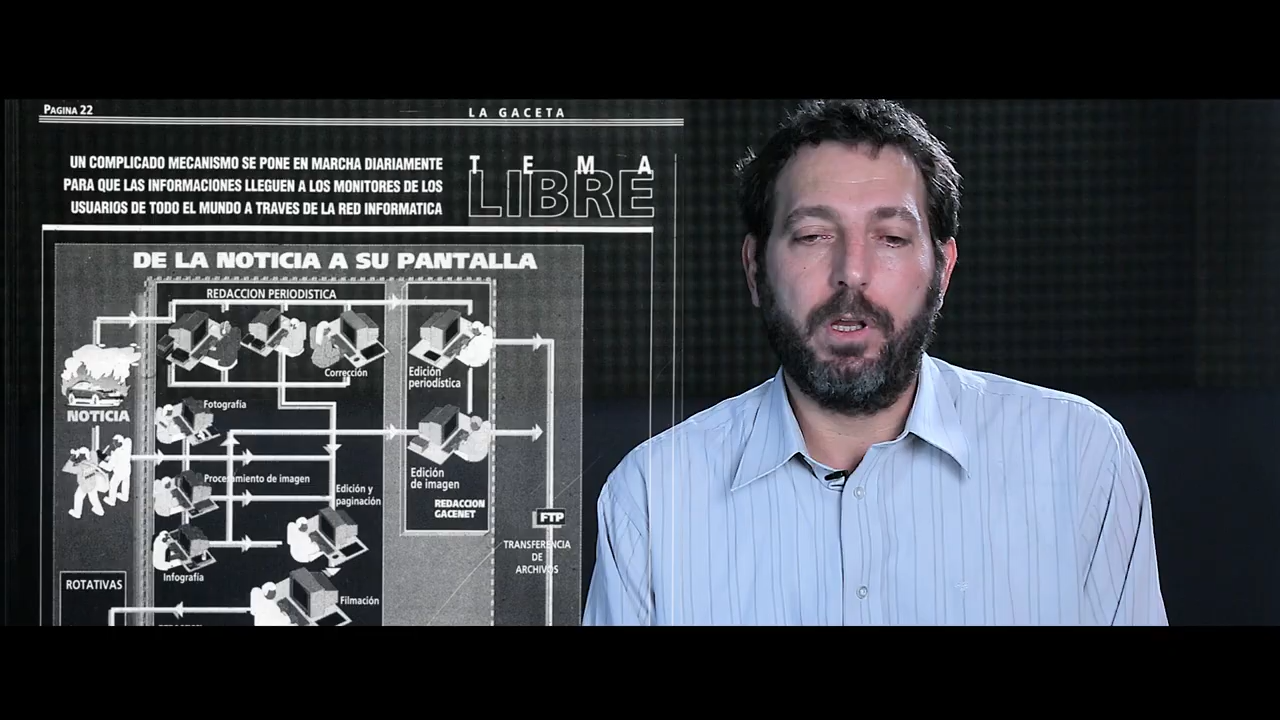 PAGINA 22
LA GACETA
UN COMPLICADO MECANISMO SE PONE EN MARCHA DIARIAMENTE
PARA QUE LAS INFORMACIONES LLEGUEN A LOS MONITORES DE LOS
USUARIOS DE TODO EL MUNDO A TRAVES DE LA RED INFORMATICA
TEMA
LIBRE
DE LA NOTICIA A SU PANTALLA
REDACCION PERIODISTICA
Corrección
Edición
periodística
NOTICIA
Fotografía
Procesamiento de imagen
Edición y
paginación
Edición
de imagen
REDACCION
GACENET
FTP
TRANSFERENCIA
DE
ARCHIVOS
Infografía
ROTATIVAS
Filmación